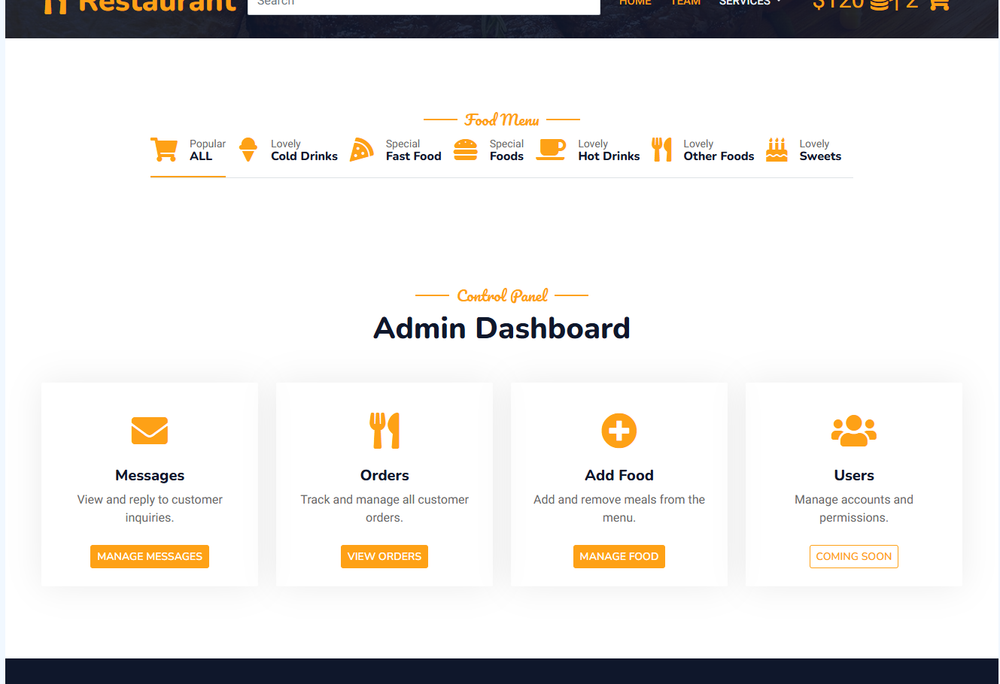 Restaurant
Search
HOME TEAM SERVICES
$120 | 2
Food Menu
Popular
ALL
Lovely
Cold Drinks
Special
Fast Food
Special
Foods
Lovely
Hot Drinks
Lovely
Other Foods
Lovely
Sweets
Control Panel
Admin Dashboard
Messages
View and reply to customer
inquiries.
MANAGE MESSAGES
Orders
Track and manage all customer
orders.
VIEW ORDERS
Add Food
Add and remove meals from the
menu.
MANAGE FOOD
Users
Manage accounts and
permissions.
COMING SOON